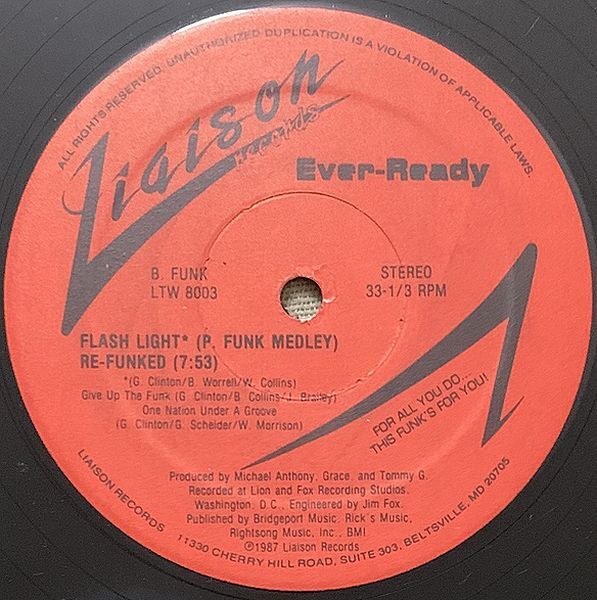 ALL RIGHTS RESERVED. UNAUTHORIZED DUPLICATION IS A VIOLATION OF APPLICABLE LAWS.
Liaison
records
Ever-Ready
B. FUNK
LTW 8003
STEREO
33-1/3 RPM
FLASH LIGHT* (P. FUNK MEDLEY)
RE-FUNKED (7:53)
*(G. Clinton/B. Worrell/W. Collins)
Give Up The Funk (G. Clinton/B. Collins/J. Brailey)
One Nation Under A Groove
(G. Clinton/G. Scheider/W. Morrison)
FOR ALL YOU DO...
THIS FUNK'S FOR YOU!
Produced by Michael Anthony, Grace, and Tommy G.
Recorded at Lion and Fox Recording Studios,
Washington, D.C., Engineered by Jim Fox.
Published by Bridgeport Music, Rick's Music,
Rightsong Music, Inc., BMI
℗1987 Liaison Records
LIAISON RECORDS 11330 CHERRY HILL ROAD, SUITE 303, BELTSVILLE, MD 20705